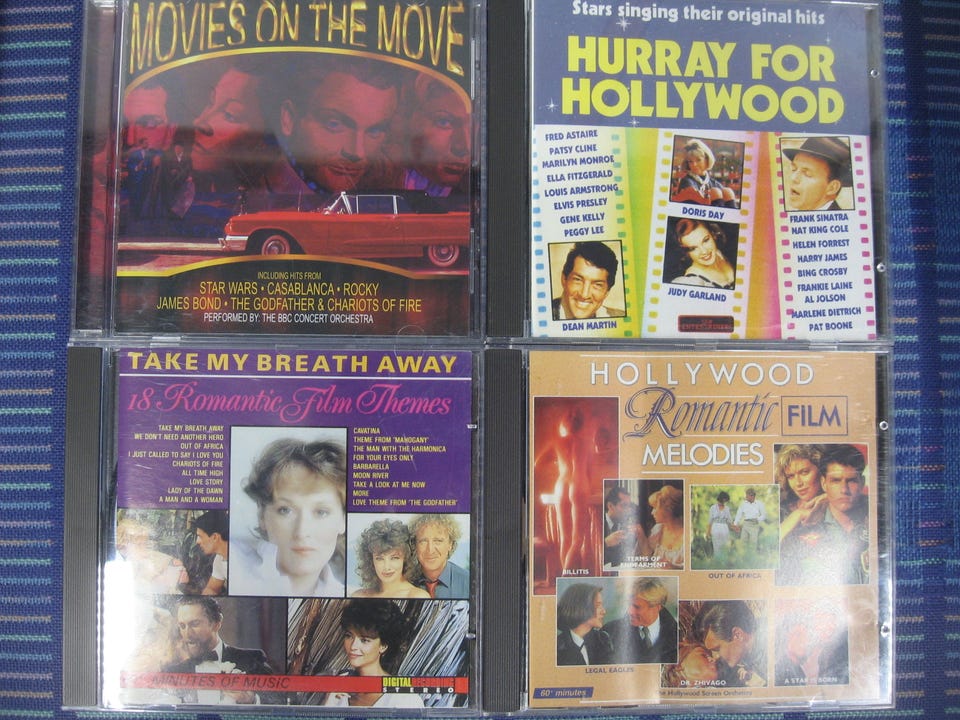 MOVIES ON THE MOVE
INCLUDING HITS FROM
STAR WARS • CASABLANCA • ROCKY
JAMES BOND • THE GODFATHER & CHARIOTS OF FIRE
PERFORMED BY: THE BBC CONCERT ORCHESTRA
Stars singing their original hits
HURRAY FOR
HOLLYWOOD
FRED ASTAIRE
PATSY CLINE
MARILYN MONROE
ELLA FITZGERALD
LOUIS ARMSTRONG
ELVIS PRESLEY
GENE KELLY
PEGGY LEE
DEAN MARTIN
DORIS DAY
JUDY GARLAND
FRANK SINATRA
NAT KING COLE
HELEN FORREST
HARRY JAMES
BING CROSBY
FRANKIE LAINE
AL JOLSON
MARLENE DIETRICH
PAT BOONE
TAKE MY BREATH AWAY
18 Romantic Film Themes
TAKE MY BREATH AWAY
WE DON'T NEED ANOTHER HERO
OUT OF AFRICA
I JUST CALLED TO SAY I LOVE YOU
CHARIOTS OF FIRE
ALL TIME HIGH
LOVE STORY
LADY OF THE DAWN
A MAN AND A WOMAN
CAVATINA
THEME FROM 'MAHOGANY'
THE MAN WITH THE HARMONICA
FOR YOUR EYES ONLY
BARBARELLA
MOON RIVER
TAKE A LOOK AT ME NOW
MORE
LOVE THEME FROM 'THE GODFATHER'
MINUTES OF MUSIC
DIGITAL RECORDING
STEREO
HOLLYWOOD
Romantic FILM
MELODIES
BILLITIS
TERMS OF
ENDEARMENT
OUT OF AFRICA
LEGAL EAGLES
DR. ZHIVAGO
A STAR IS BORN
60+ minutes
The Hollywood Screen Orchestra